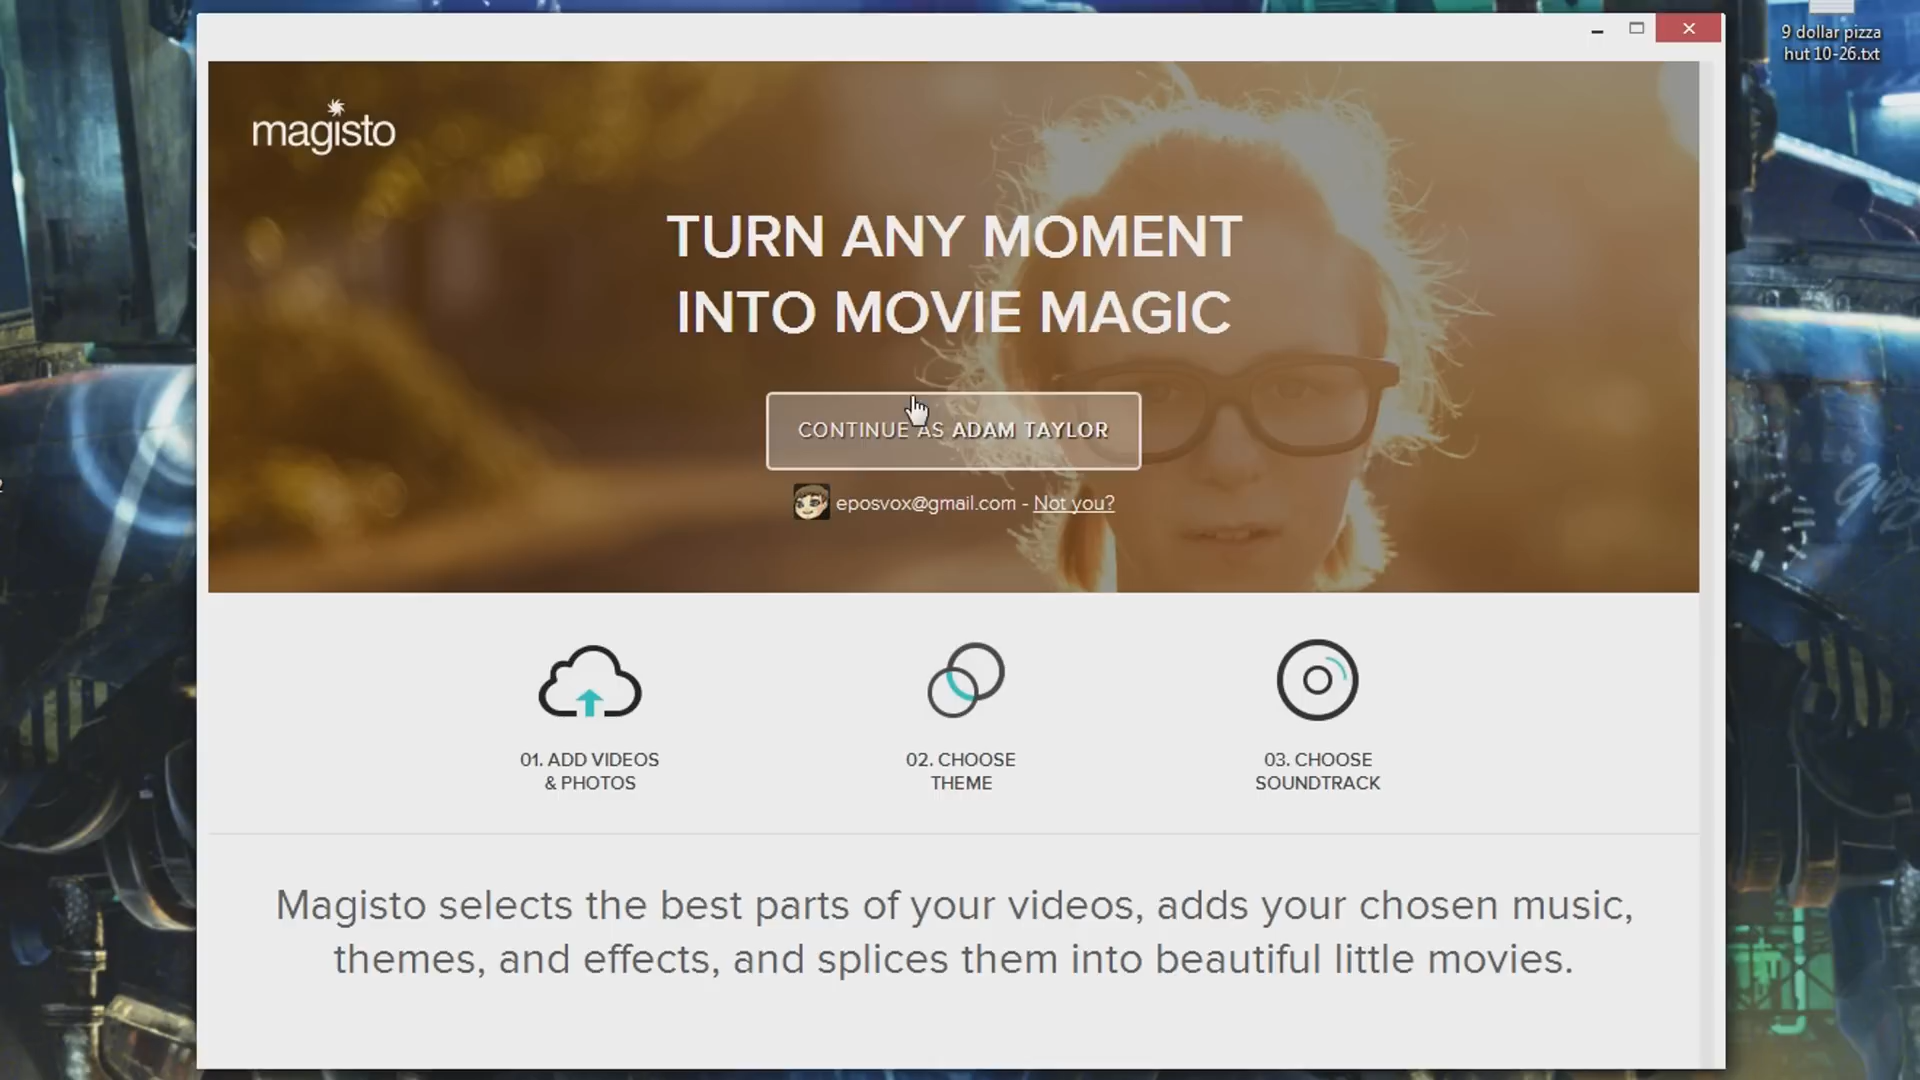 9 dollar pizza
hut 10-26.txt
magisto
TURN ANY MOMENT
INTO MOVIE MAGIC
CONTINUE AS ADAM TAYLOR
eposvox@gmail.com - Not you?
01. ADD VIDEOS
& PHOTOS
02. CHOOSE
THEME
03. CHOOSE
SOUNDTRACK
Magisto selects the best parts of your videos, adds your chosen music,
themes, and effects, and splices them into beautiful little movies.